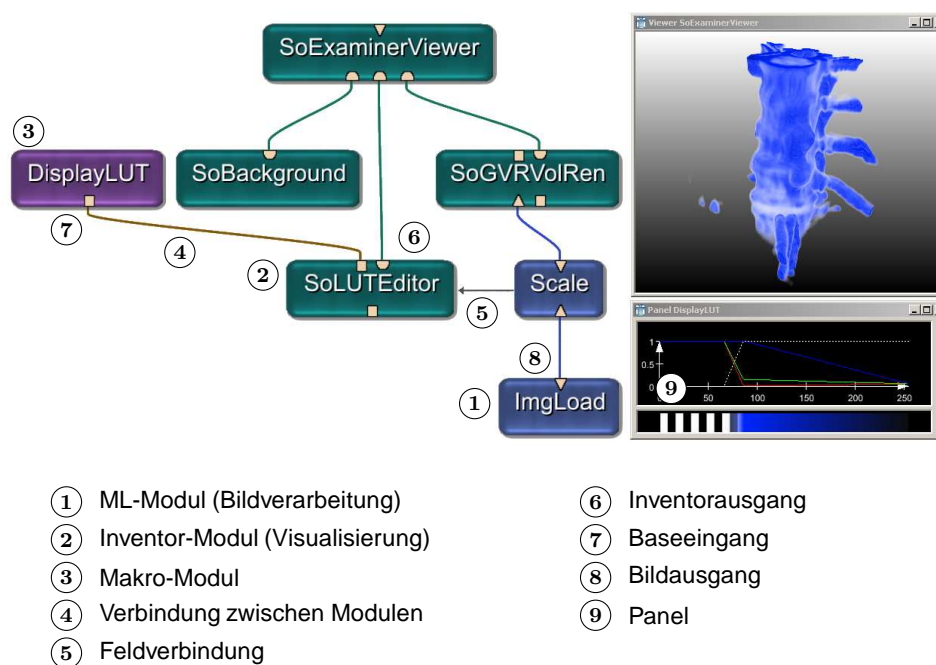 SoExaminerViewer
Viewer SoExaminerViewer
3
DisplayLUT
SoBackground
SoGVRVolRen
7
4
6
2
SoLUTEditor
5
Scale
8
1
ImgLoad
Panel DisplayLUT
1
0.5
0
9
50
100
150
200
250
1 ML-Modul (Bildverarbeitung)
2 Inventor-Modul (Visualisierung)
3 Makro-Modul
4 Verbindung zwischen Modulen
5 Feldverbindung
6 Inventorausgang
7 Baseeingang
8 Bildausgang
9 Panel